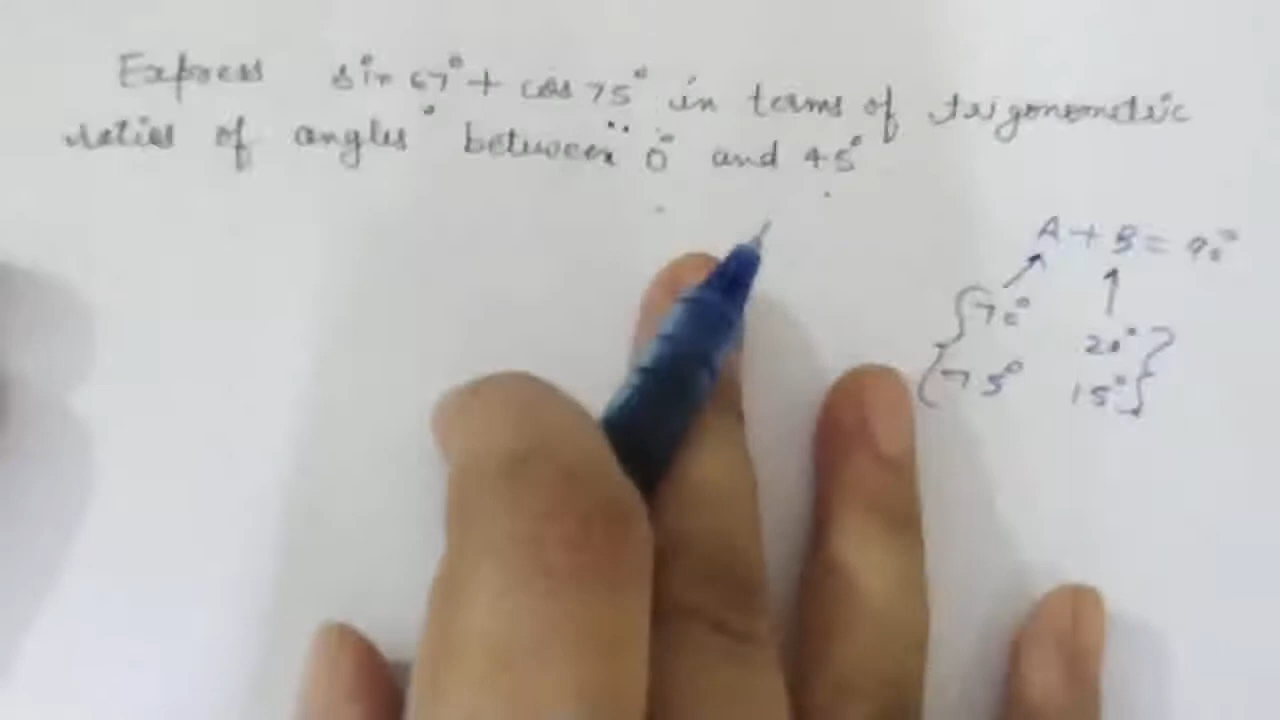 Express sin 67° + cos 75° in terms of trigonometric
ratios of angles between 0° and 45°
A + B = 90°
70° 20°
75° 15°